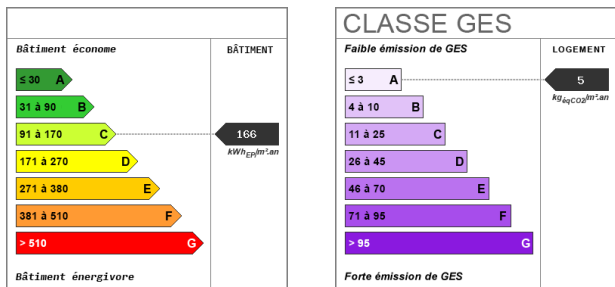 Bâtiment économe
BÂTIMENT
≤ 30 A
31 à 90 B
91 à 170 C
166
kWhEP/m².an
171 à 270 D
271 à 380 E
381 à 510 F
> 510 G
Bâtiment énergivore
CLASSE GES
Faible émission de GES
LOGEMENT
≤ 3 A
5
kgéqCO2/m².an
4 à 10 B
11 à 25 C
26 à 45 D
46 à 70 E
71 à 95 F
> 95 G
Forte émission de GES